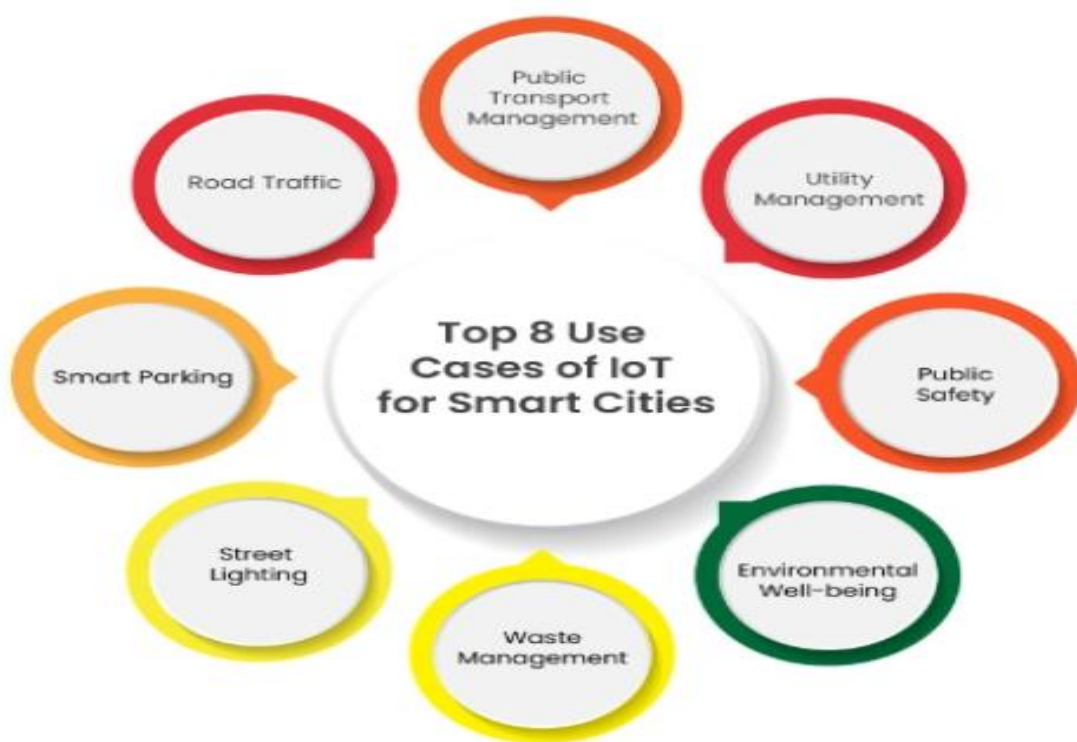 Public
Transport
Management
Road Traffic
Utility
Management
Top 8 Use
Cases of IoT
for Smart Cities
Smart Parking
Public
Safety
Street
Lighting
Environmental
Well-being
Waste
Management